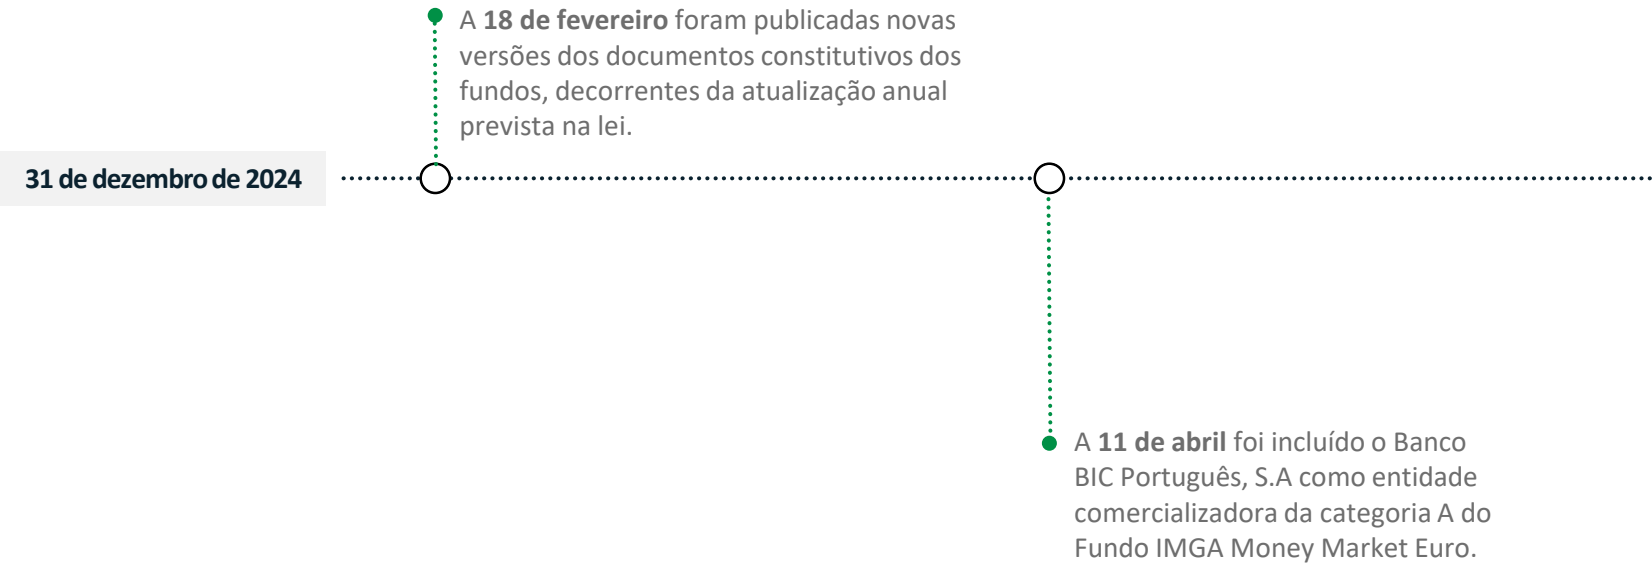 A 18 de fevereiro foram publicadas novas
versões dos documentos constitutivos dos
fundos, decorrentes da atualização anual
prevista na lei.
31 de dezembro de 2024
A 11 de abril foi incluído o Banco
BIC Português, S.A como entidade
comercializadora da categoria A do
Fundo IMGA Money Market Euro.